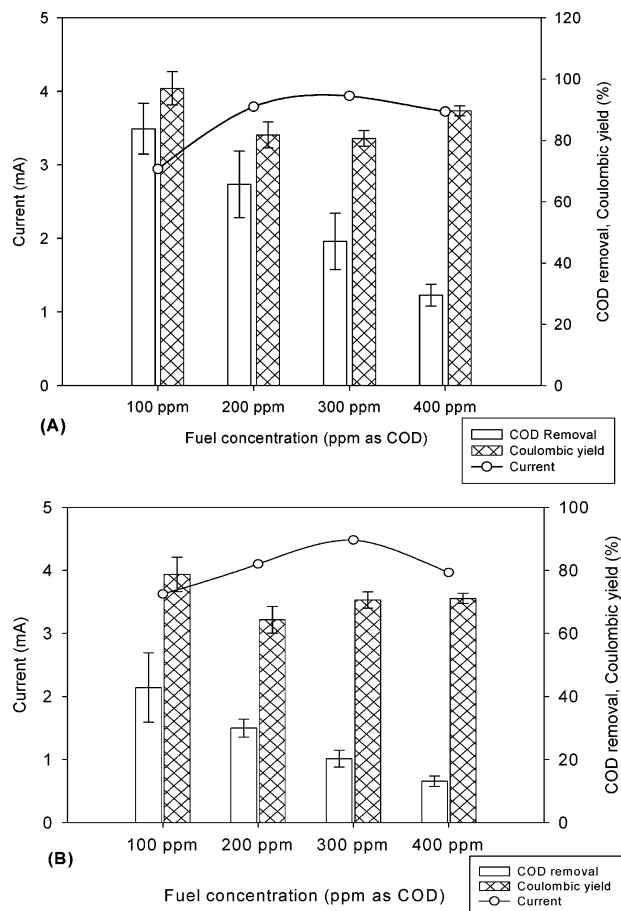 5
4
3
2
1
0
Current (mA)
120
100
80
60
40
20
0
COD removal, Coulombic yield (%)
100 ppm 200 ppm 300 ppm 400 ppm
(A)
Fuel concentration (ppm as COD)
COD Removal
Coulombic yield
Current
5
4
3
2
1
0
Current (mA)
100
80
60
40
20
0
COD removal, Coulombic yield (%)
100 ppm 200 ppm 300 ppm 400 ppm
(B)
Fuel concentration (ppm as COD)
COD removal
Coulombic yield
Current